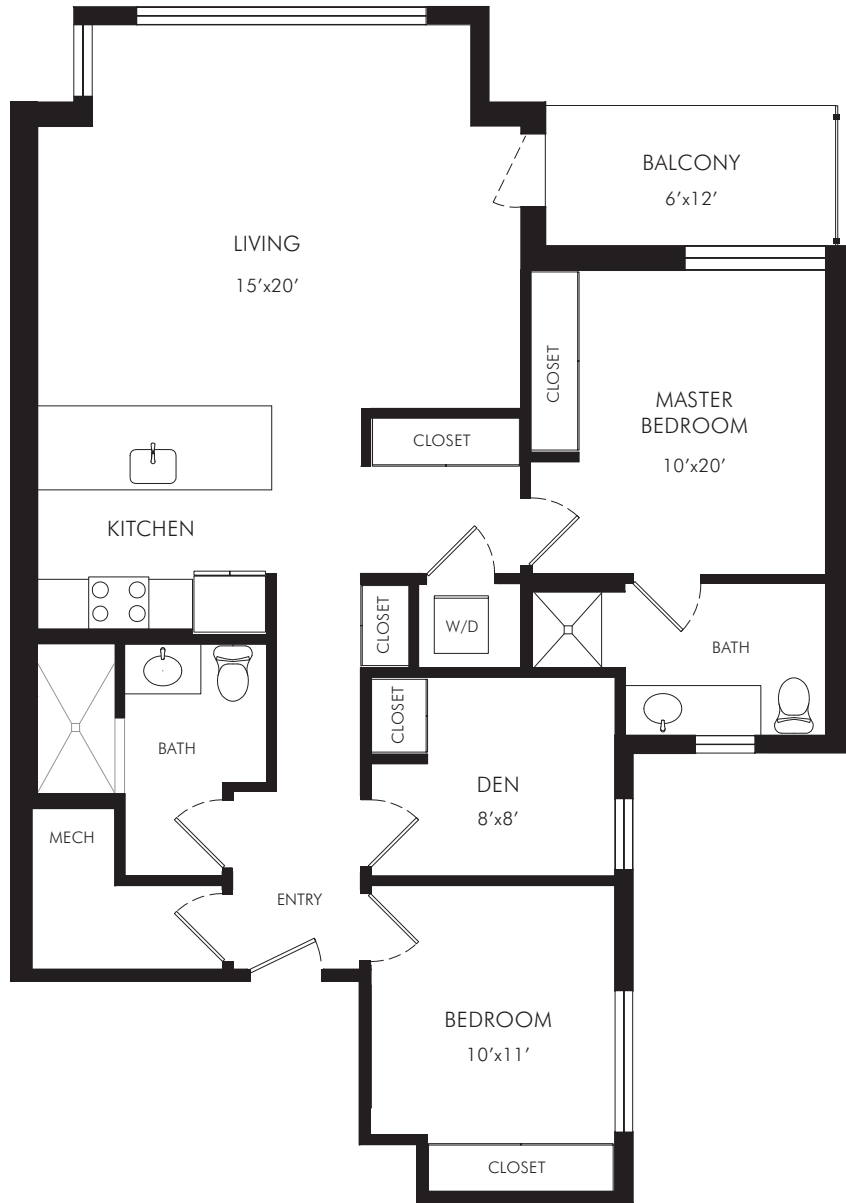 BALCONY
6’x12’
LIVING
15’x20’
CLOSET
MASTER
BEDROOM
10’x20’
CLOSET
KITCHEN
CLOSET
W/D
BATH
CLOSET
BATH
DEN
8’x8’
MECH
ENTRY
BEDROOM
10’x11’
CLOSET